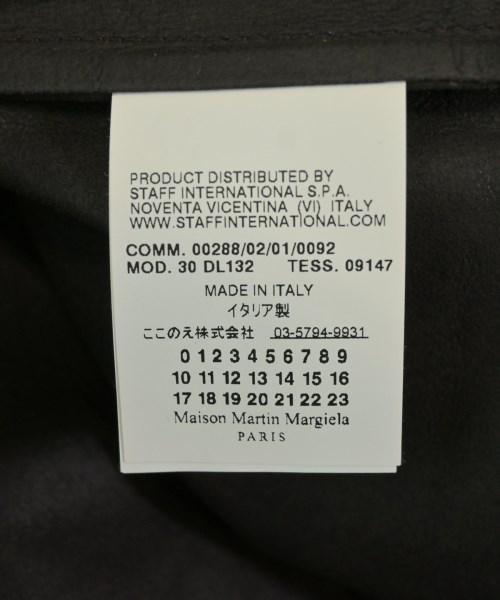 PRODUCT DISTRIBUTED BY
STAFF INTERNATIONAL S.P.A.
NOVENTA VICENTINA (VI) ITALY
WWW.STAFFINTERNATIONAL.COM
COMM. 00288/02/01/0092
MOD. 30 DL132 TESS. 09147
MADE IN ITALY
イタリア製
ここのえ株式会社 03-5794-9931
0 1 2 3 4 5 6 7 8 9
10 11 12 13 14 15 16
17 18 19 20 21 22 23
Maison Martin Margiela
PARIS